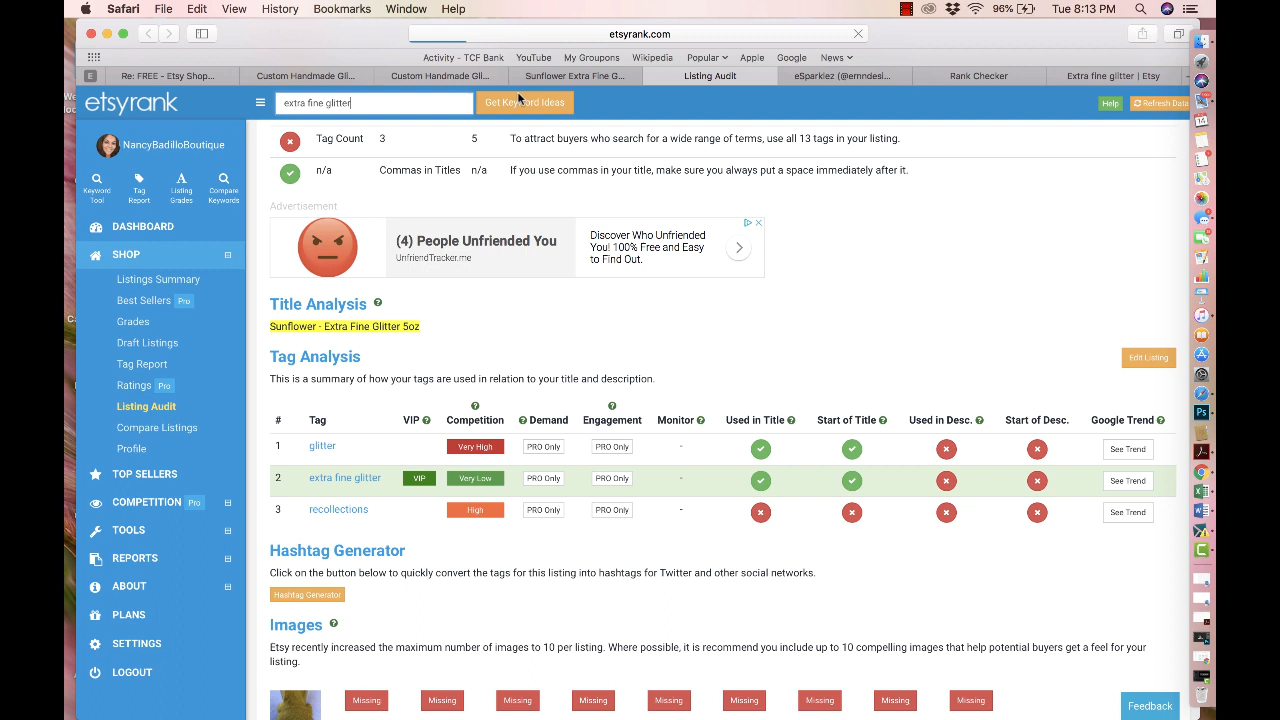 Safari File Edit View History Bookmarks Window Help 96% Tue 8:13 PM
etsyrank.com
Activity - TCF Bank YouTube My Groupons Wikipedia Popular Apple Google News
E Re: FREE - Etsy Shop... Custom Handmade Gli... Custom Handmade Gli... Sunflower Extra Fine G... Listing Audit eSparkiez (@erndesi... Rank Checker Extra fine glitter | Etsy
etsyrank extra fine glitter Get Keyword Ideas Help Refresh Data
NancyBadilloBoutique
Keyword Tool
Tag Report
Listing Grades
Compare Keywords
DASHBOARD
SHOP
Listings Summary
Best Sellers Pro
Grades
Draft Listings
Tag Report
Ratings Pro
Listing Audit
Compare Listings
Profile
TOP SELLERS
COMPETITION Pro
TOOLS
REPORTS
ABOUT
PLANS
SETTINGS
LOGOUT
Tag Count 3 5 To attract buyers who search for a wide range of terms, use all 13 tags in your listing.
n/a Commas in Titles n/a If you use commas in your title, make sure you always put a space immediately after it.
Advertisement
(4) People Unfriended You
UnfriendTracker.me
Discover Who Unfriended
You! 100% Free and Easy
to Find Out.
Title Analysis
Sunflower - Extra Fine Glitter 5oz
Tag Analysis Edit Listing
This is a summary of how your tags are used in relation to your title and description.
# Tag VIP Competition Demand Engagement Monitor Used in Title Start of Title Used in Desc. Start of Desc. Google Trend
1 glitter Very High PRO Only PRO Only - See Trend
2 extra fine glitter VIP Very Low PRO Only PRO Only - See Trend
3 recollections High PRO Only PRO Only - See Trend
Hashtag Generator
Click on the button below to quickly convert the tags for this listing into hashtags for Twitter and other social networks.
Hashtag Generator
Images
Etsy recently increased the maximum number of images to 10 per listing. Where possible, it is recommended you include up to 10 compelling images that help potential buyers get a feel for your
listing.
Missing Missing Missing Missing Missing Missing Missing Missing Missing
Feedback